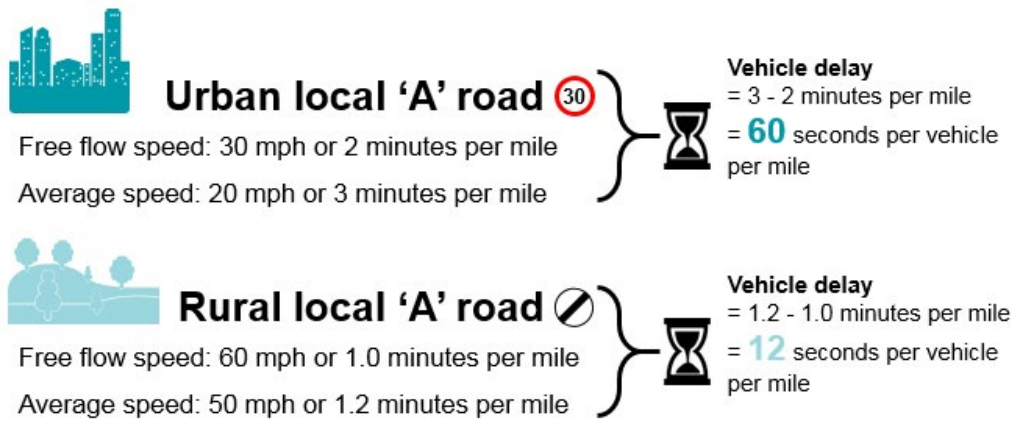 Urban local ‘A’ road 30
Free flow speed: 30 mph or 2 minutes per mile
Average speed: 20 mph or 3 minutes per mile
Vehicle delay
= 3 - 2 minutes per mile
= 60 seconds per vehicle
per mile
Rural local ‘A’ road
Free flow speed: 60 mph or 1.0 minutes per mile
Average speed: 50 mph or 1.2 minutes per mile
Vehicle delay
= 1.2 - 1.0 minutes per mile
= 12 seconds per vehicle
per mile